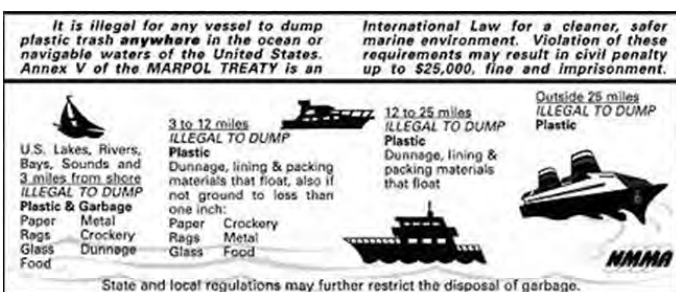 It is illegal for any vessel to dump
plastic trash anywhere in the ocean or
navigable waters of the United States.
Annex V of the MARPOL TREATY is an
International Law for a cleaner, safer
marine environment. Violation of these
requirements may result in civil penalty
up to $25,000, fine and imprisonment.
U.S. Lakes, Rivers,
Bays, Sounds and
3 miles from shore
ILLEGAL TO DUMP
Plastic & Garbage
Paper Metal
Rags Crockery
Glass Dunnage
Food
3 to 12 miles
ILLEGAL TO DUMP
Plastic
Dunnage, lining & packing
materials that float, also if
not ground to less than
one inch:
Paper Crockery
Rags Metal
Glass Food
12 to 25 miles
ILLEGAL TO DUMP
Plastic
Dunnage, lining &
packing materials
that float
Outside 25 miles
ILLEGAL TO DUMP
Plastic
NMMA
State and local regulations may further restrict the disposal of garbage.